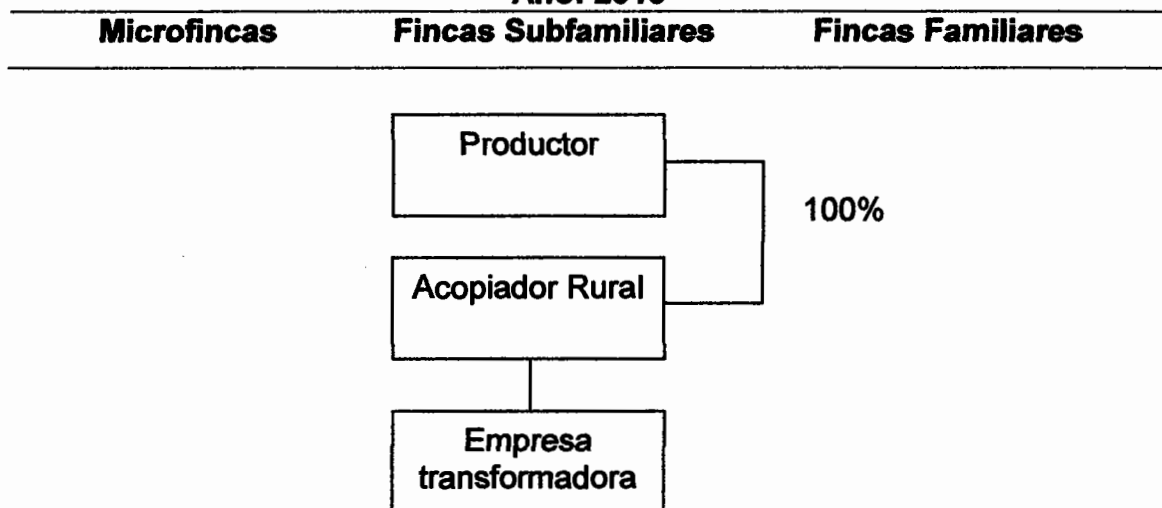 Microfincas Fincas Subfamiliares Fincas Familiares
Productor
100%
Acopiador Rural
Empresa
transformadora